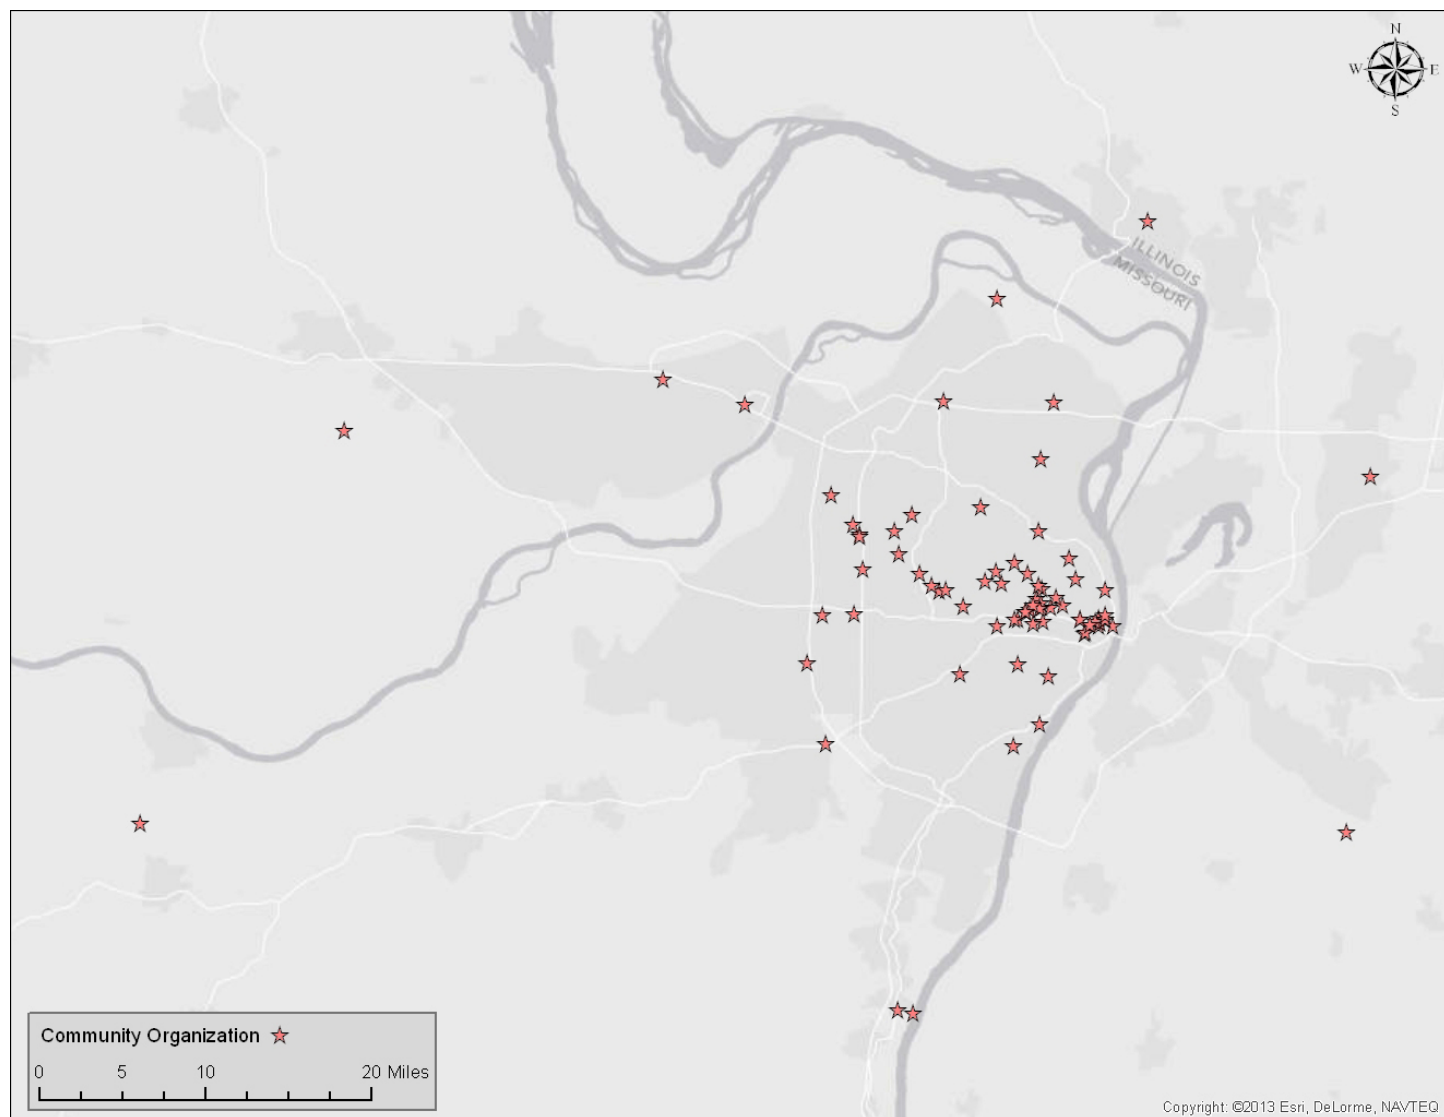 N
W E
S
ILLINOIS
MISSOURI
Community Organization
0 5 10 20 Miles
Copyright: ©2013 Esri, DeLorme, NAVTEQ